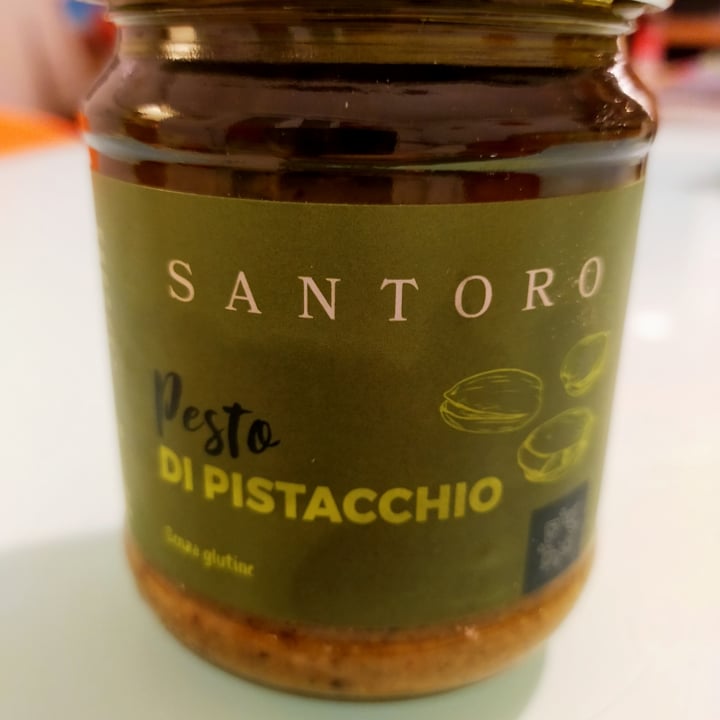 SANTORO
Pesto
DI PISTACCHIO
Senza glutine